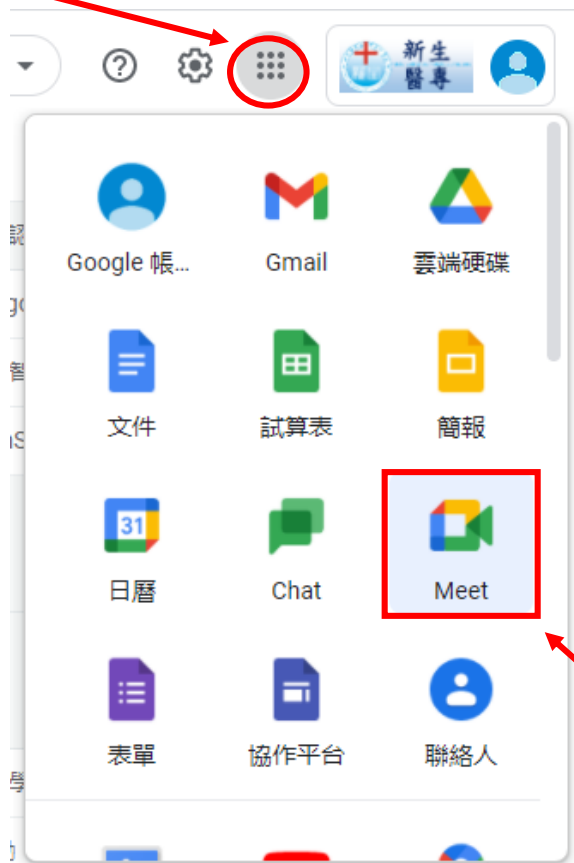 新生
醫專
Google 帳... Gmail 雲端硬碟
文件 試算表 簡報
31
日曆 Chat Meet
表單 協作平台 聯絡人